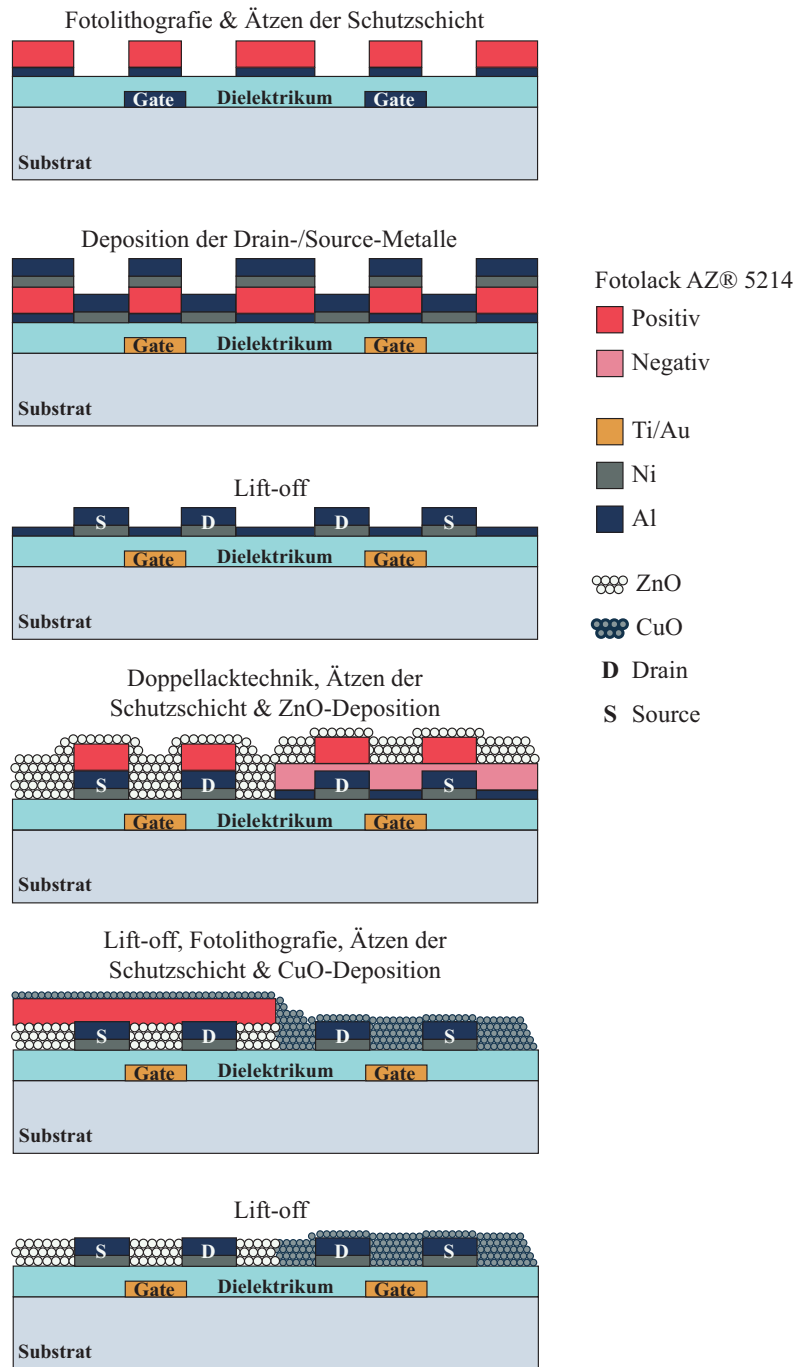 Fotolithografie & Ätzen der Schutzschicht
Gate Dielektrikum Gate
Substrat
Deposition der Drain-/Source-Metalle
Gate Dielektrikum Gate
Substrat
Lift-off
S D D S
Gate Dielektrikum Gate
Substrat
Doppellacktechnik, Ätzen der
Schutzschicht & ZnO-Deposition
S D D S
Gate Dielektrikum Gate
Substrat
Lift-off, Fotolithografie, Ätzen der
Schutzschicht & CuO-Deposition
S D D S
Gate Dielektrikum Gate
Substrat
Lift-off
S D D S
Gate Dielektrikum Gate
Substrat
Fotolack AZ® 5214
Positiv
Negativ
Ti/Au
Ni
Al
ZnO
CuO
D Drain
S Source